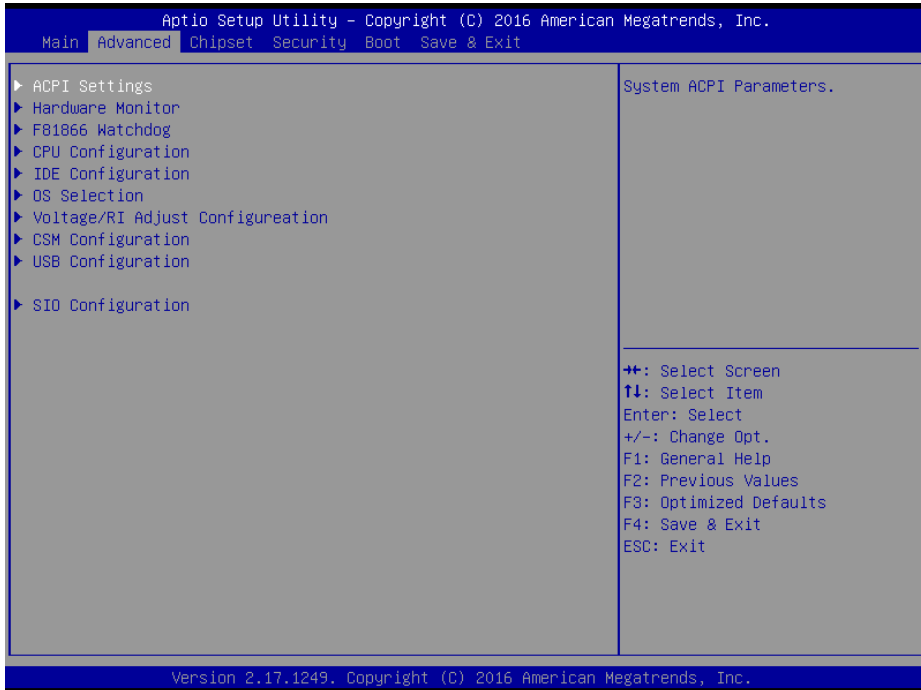 Aptio Setup Utility – Copyright (C) 2016 American Megatrends, Inc.
Main Advanced Chipset Security Boot Save & Exit
ACPI Settings
Hardware Monitor
F81866 Watchdog
CPU Configuration
IDE Configuration
OS Selection
Voltage/RI Adjust Configureation
CSM Configuration
USB Configuration
SIO Configuration
System ACPI Parameters.
→←: Select Screen
↑↓: Select Item
Enter: Select
+/-: Change Opt.
F1: General Help
F2: Previous Values
F3: Optimized Defaults
F4: Save & Exit
ESC: Exit
Version 2.17.1249. Copyright (C) 2016 American Megatrends, Inc.